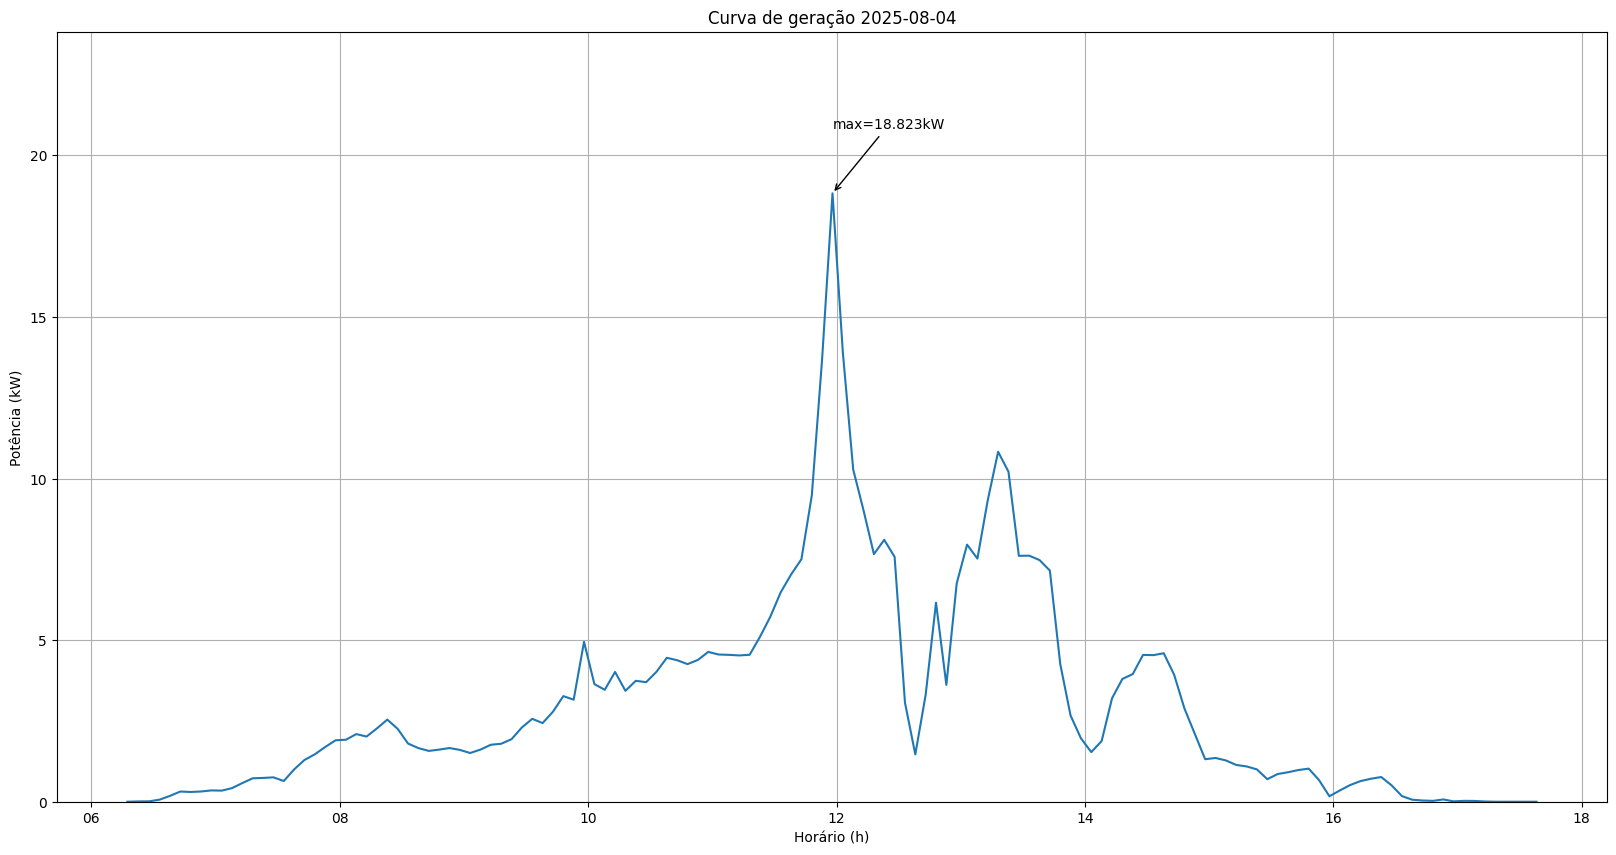 Curva de geração 2025-08-04
max=18.823kW
20
15
10
5
0
Potência (kW)
06 08 10 12 14 16 18
Horário (h)